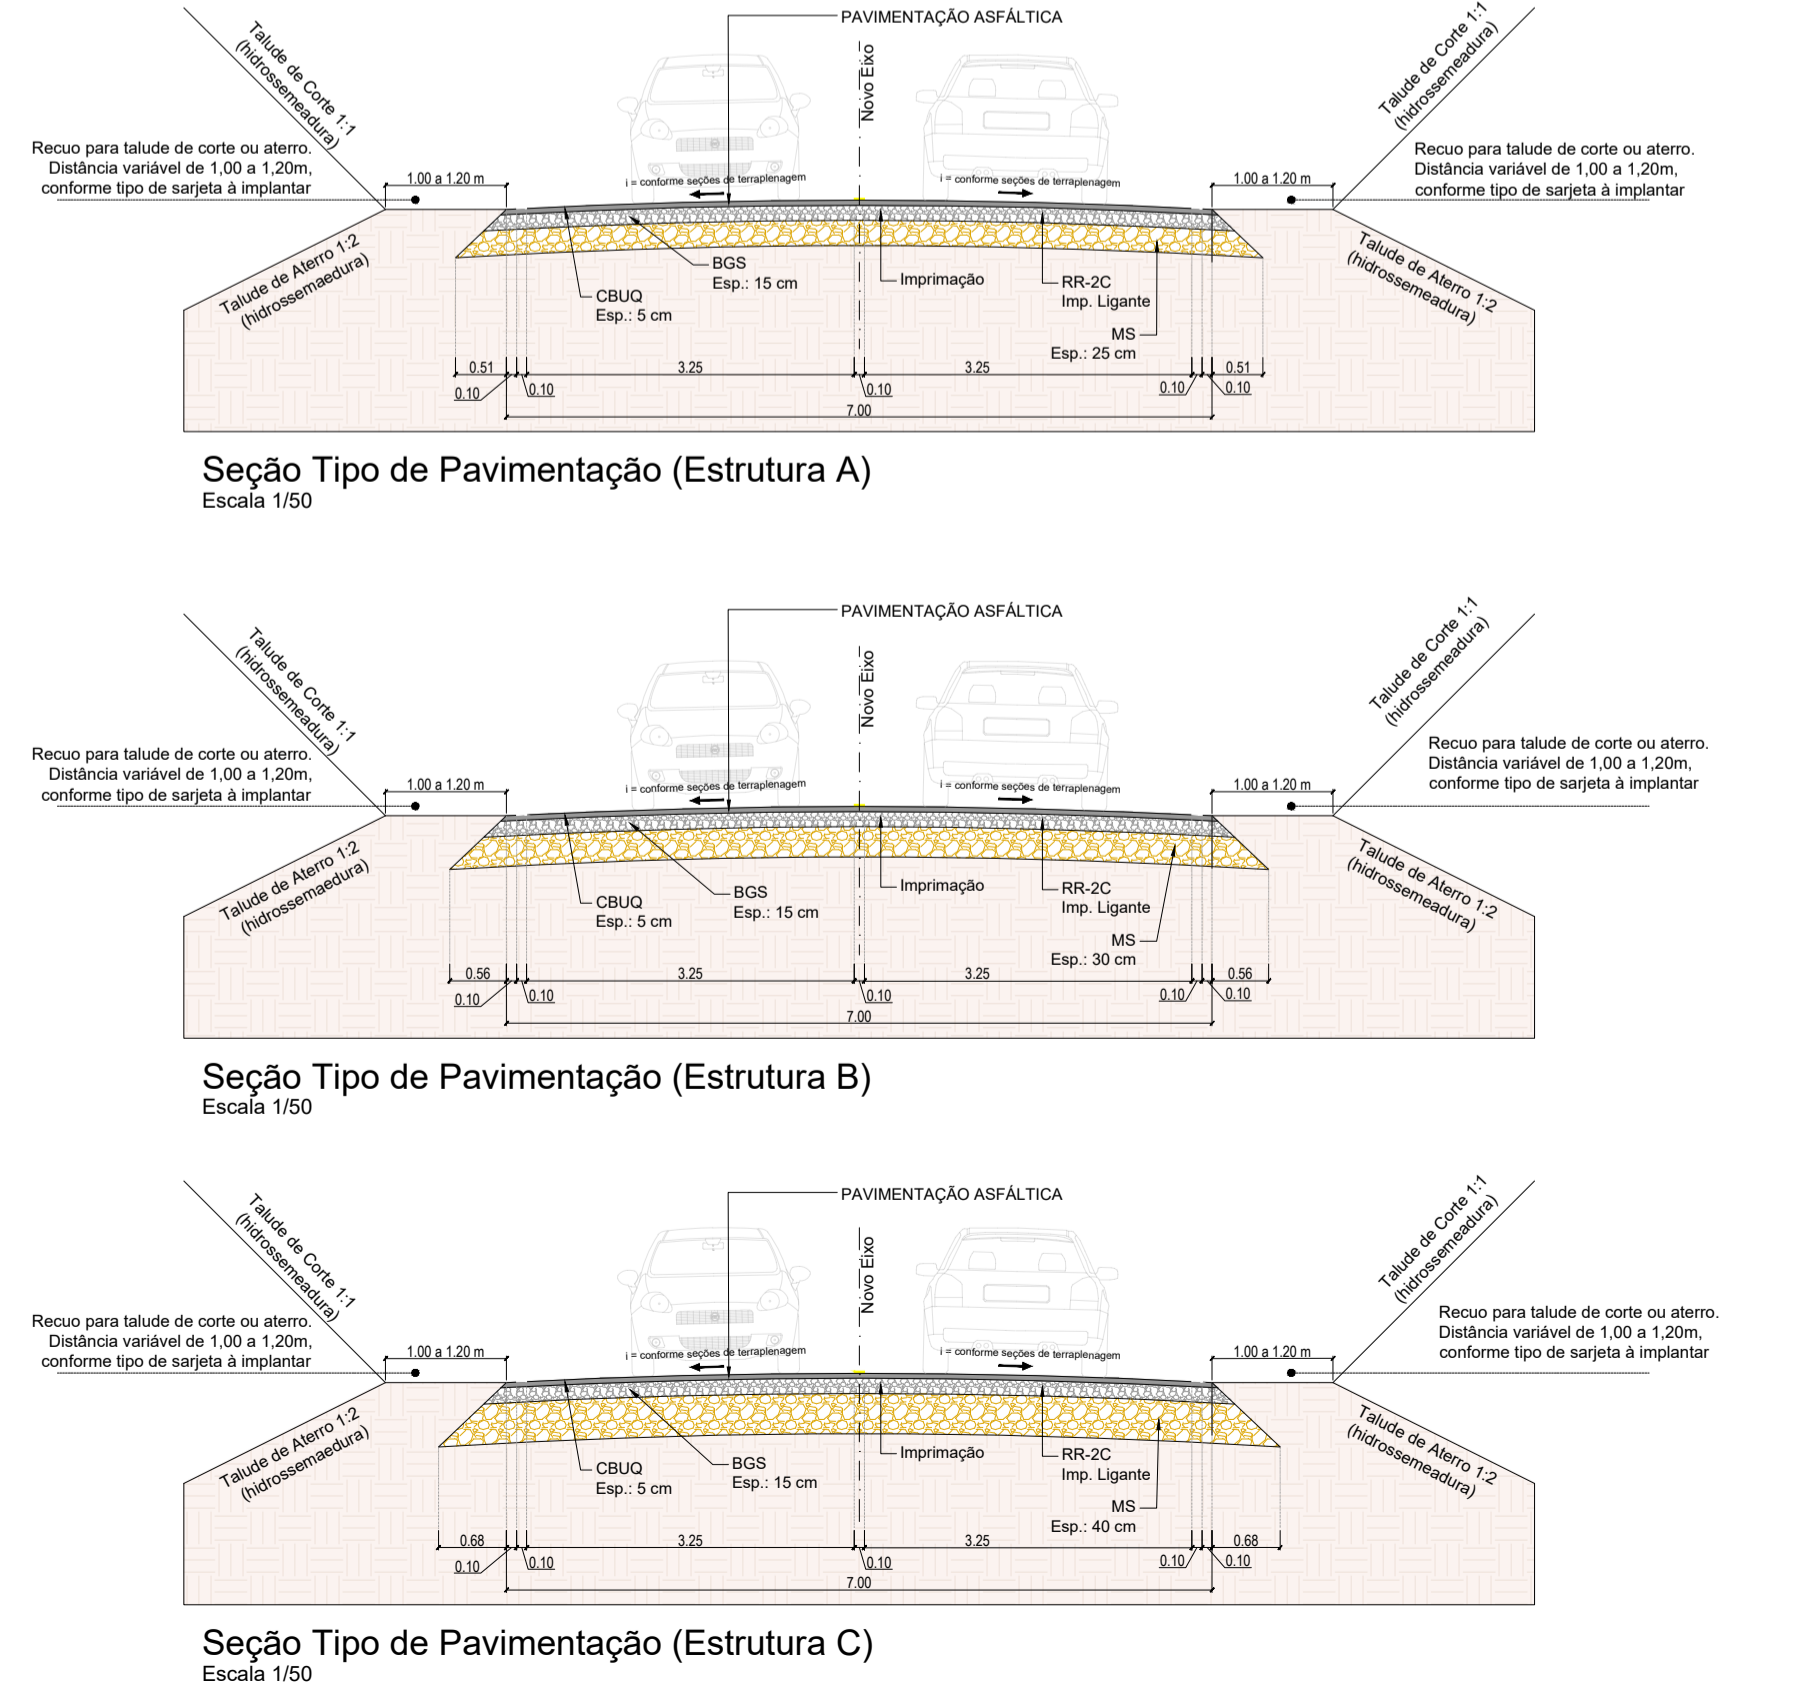 PAVIMENTAÇÃO ASFÁLTICA
Novo Eixo
Talude de Corte 1:1
(hidrossemeadura)
Talude de Corte 1:1
(hidrossemeadura)
Recuo para talude de corte ou aterro.
Distância variável de 1,00 a 1,20m,
conforme tipo de sarjeta à implantar
Recuo para talude de corte ou aterro.
Distância variável de 1,00 a 1,20m,
conforme tipo de sarjeta à implantar
1.00 a 1.20 m
i = conforme seções de terraplenagem
i = conforme seções de terraplenagem
1.00 a 1.20 m
Talude de Aterro 1:2
(hidrossemaedura)
Talude de Aterro 1:2
(hidrossemeadura)
BGS
Esp.: 15 cm
CBUQ
Esp.: 5 cm
Imprimação
RR-2C
Imp. Ligante
MS
Esp.: 25 cm
0.51
3.25
3.25
0.51
0.10
0.10
0.10
0.10
0.10
7.00
Seção Tipo de Pavimentação (Estrutura A)
Escala 1/50
PAVIMENTAÇÃO ASFÁLTICA
Novo Eixo
Talude de Corte 1:1
(hidrossemeadura)
Talude de Corte 1:1
(hidrossemeadura)
Recuo para talude de corte ou aterro.
Distância variável de 1,00 a 1,20m,
conforme tipo de sarjeta à implantar
Recuo para talude de corte ou aterro.
Distância variável de 1,00 a 1,20m,
conforme tipo de sarjeta à implantar
1.00 a 1.20 m
i = conforme seções de terraplenagem
i = conforme seções de terraplenagem
1.00 a 1.20 m
Talude de Aterro 1:2
(hidrossemaedura)
Talude de Aterro 1:2
(hidrossemeadura)
BGS
Esp.: 15 cm
CBUQ
Esp.: 5 cm
Imprimação
RR-2C
Imp. Ligante
MS
Esp.: 30 cm
0.56
3.25
3.25
0.56
0.10
0.10
0.10
0.10
0.10
7.00
Seção Tipo de Pavimentação (Estrutura B)
Escala 1/50
PAVIMENTAÇÃO ASFÁLTICA
Novo Eixo
Talude de Corte 1:1
(hidrossemeadura)
Talude de Corte 1:1
(hidrossemeadura)
Recuo para talude de corte ou aterro.
Distância variável de 1,00 a 1,20m,
conforme tipo de sarjeta à implantar
Recuo para talude de corte ou aterro.
Distância variável de 1,00 a 1,20m,
conforme tipo de sarjeta à implantar
1.00 a 1.20 m
i = conforme seções de terraplenagem
i = conforme seções de terraplenagem
1.00 a 1.20 m
Talude de Aterro 1:2
(hidrossemaedura)
Talude de Aterro 1:2
(hidrossemeadura)
BGS
Esp.: 15 cm
CBUQ
Esp.: 5 cm
Imprimação
RR-2C
Imp. Ligante
MS
Esp.: 40 cm
0.68
3.25
3.25
0.68
0.10
0.10
0.10
0.10
0.10
7.00
Seção Tipo de Pavimentação (Estrutura C)
Escala 1/50